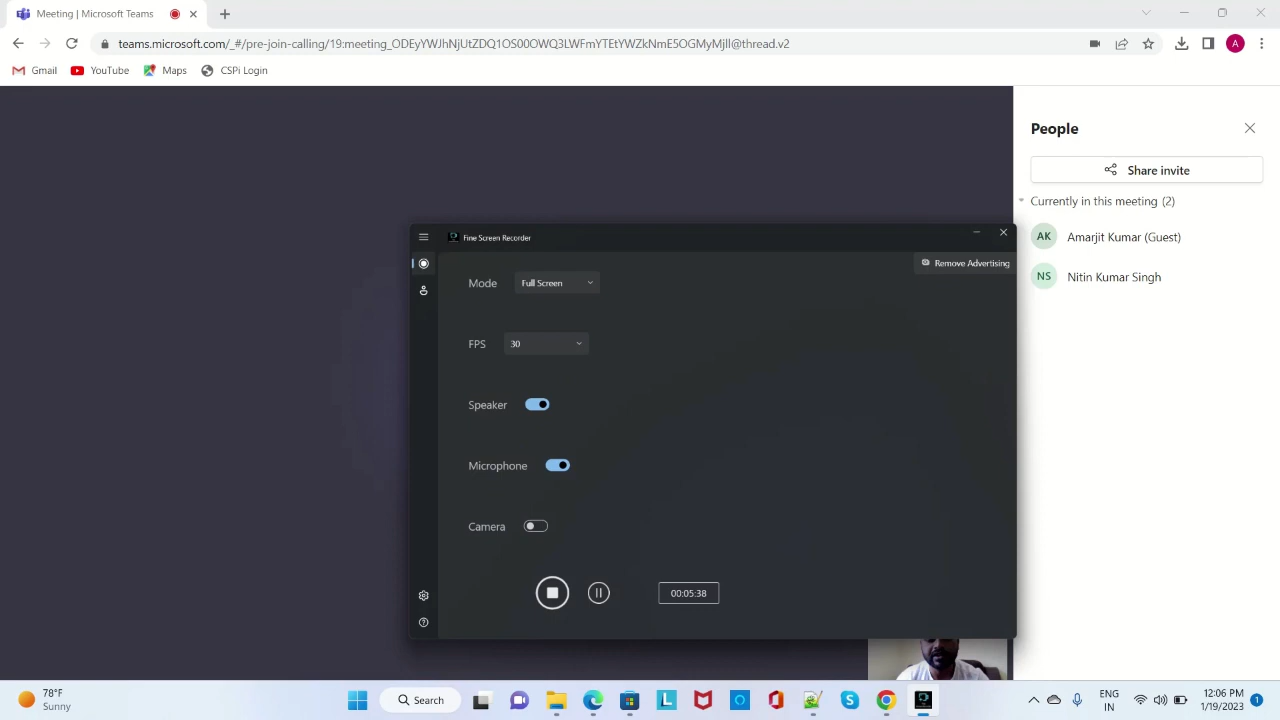 Meeting | Microsoft Teams
teams.microsoft.com/_#/pre-join-calling/19:meeting_ODEyYWJhNjUtZDQ1OS00OWQ3LWFmYTEtYWZkNmE5OGMyMjll@thread.v2
A
Gmail YouTube Maps CSPi Login
People
Share invite
Currently in this meeting (2)
AK Amarjit Kumar (Guest)
NS Nitin Kumar Singh
Fine Screen Recorder
Remove Advertising
Mode Full Screen
FPS 30
Speaker
Microphone
Camera
00:05:38
78°F
Sunny
Search
ENG
IN
12:06 PM
1/19/2023
1